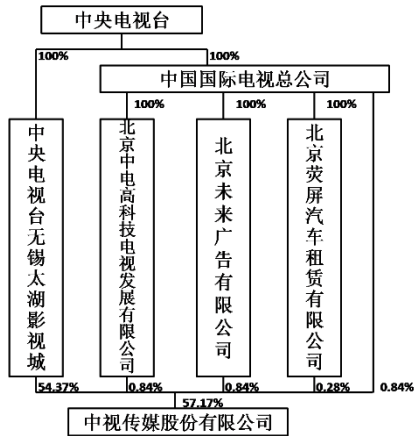 中央电视台
100%
100%
中国国际电视总公司
100%
100%
100%
中央电视台无锡太湖影视城
北京中电高科技电视发展有限公司
北京未来广告有限公司
北京荧屏汽车租赁有限公司
54.37%
0.84%
0.84%
0.28%
0.84%
57.17%
中视传媒股份有限公司